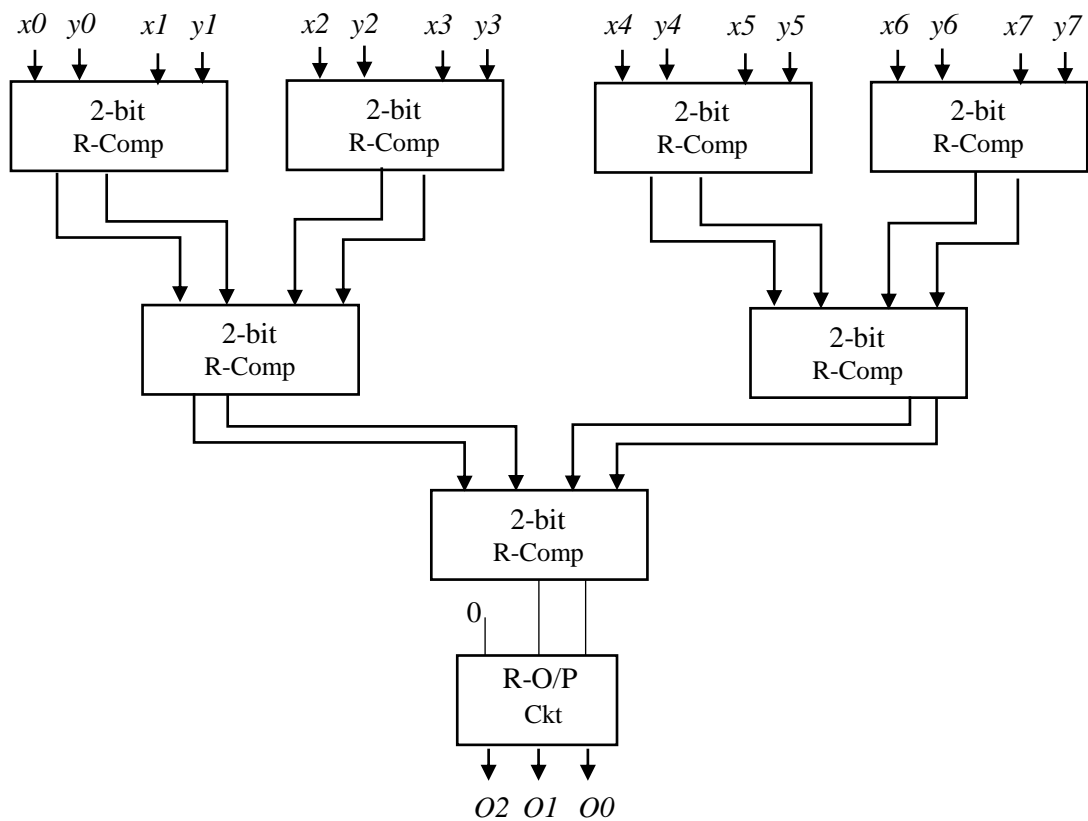 x0 y0 x1 y1 x2 y2 x3 y3 x4 y4 x5 y5 x6 y6 x7 y7
2-bit
R-Comp
2-bit
R-Comp
2-bit
R-Comp
2-bit
R-Comp
2-bit
R-Comp
2-bit
R-Comp
2-bit
R-Comp
0
R-O/P
Ckt
O2 O1 O0